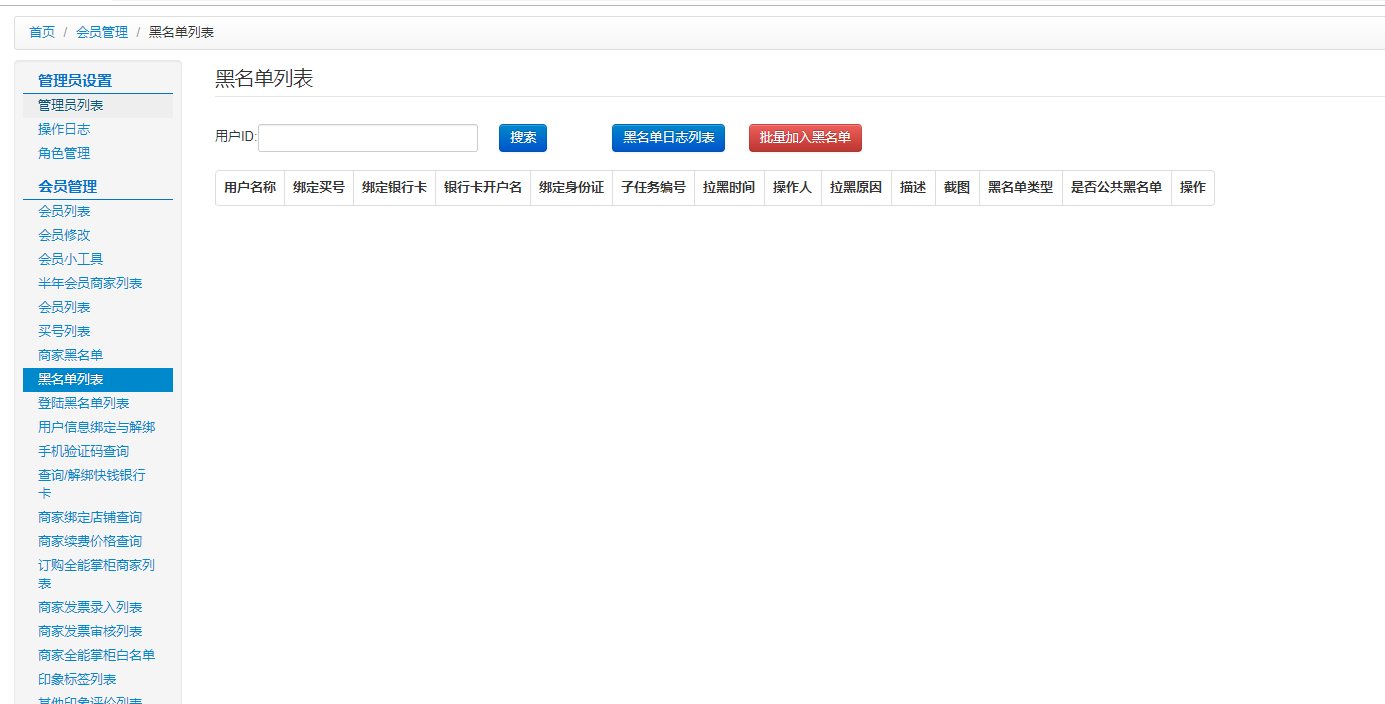 首页 / 会员管理 / 黑名单列表
管理员设置
管理员列表
操作日志
角色管理
会员管理
会员列表
会员修改
会员小工具
半年会员商家列表
会员列表
买号列表
商家黑名单
黑名单列表
登陆黑名单列表
用户信息绑定与解绑
手机验证码查询
查询/解绑快钱银行
卡
商家绑定店铺查询
商家续费价格查询
订购全能掌柜商家列
表
商家发票录入列表
商家发票审核列表
商家全能掌柜白名单
印象标签列表
其他印象评价列表
黑名单列表
用户ID: 搜索 黑名单日志列表 批量加入黑名单
用户名称 绑定买号 绑定银行卡 银行卡开户名 绑定身份证 子任务编号 拉黑时间 操作人 拉黑原因 描述 截图 黑名单类型 是否公共黑名单 操作